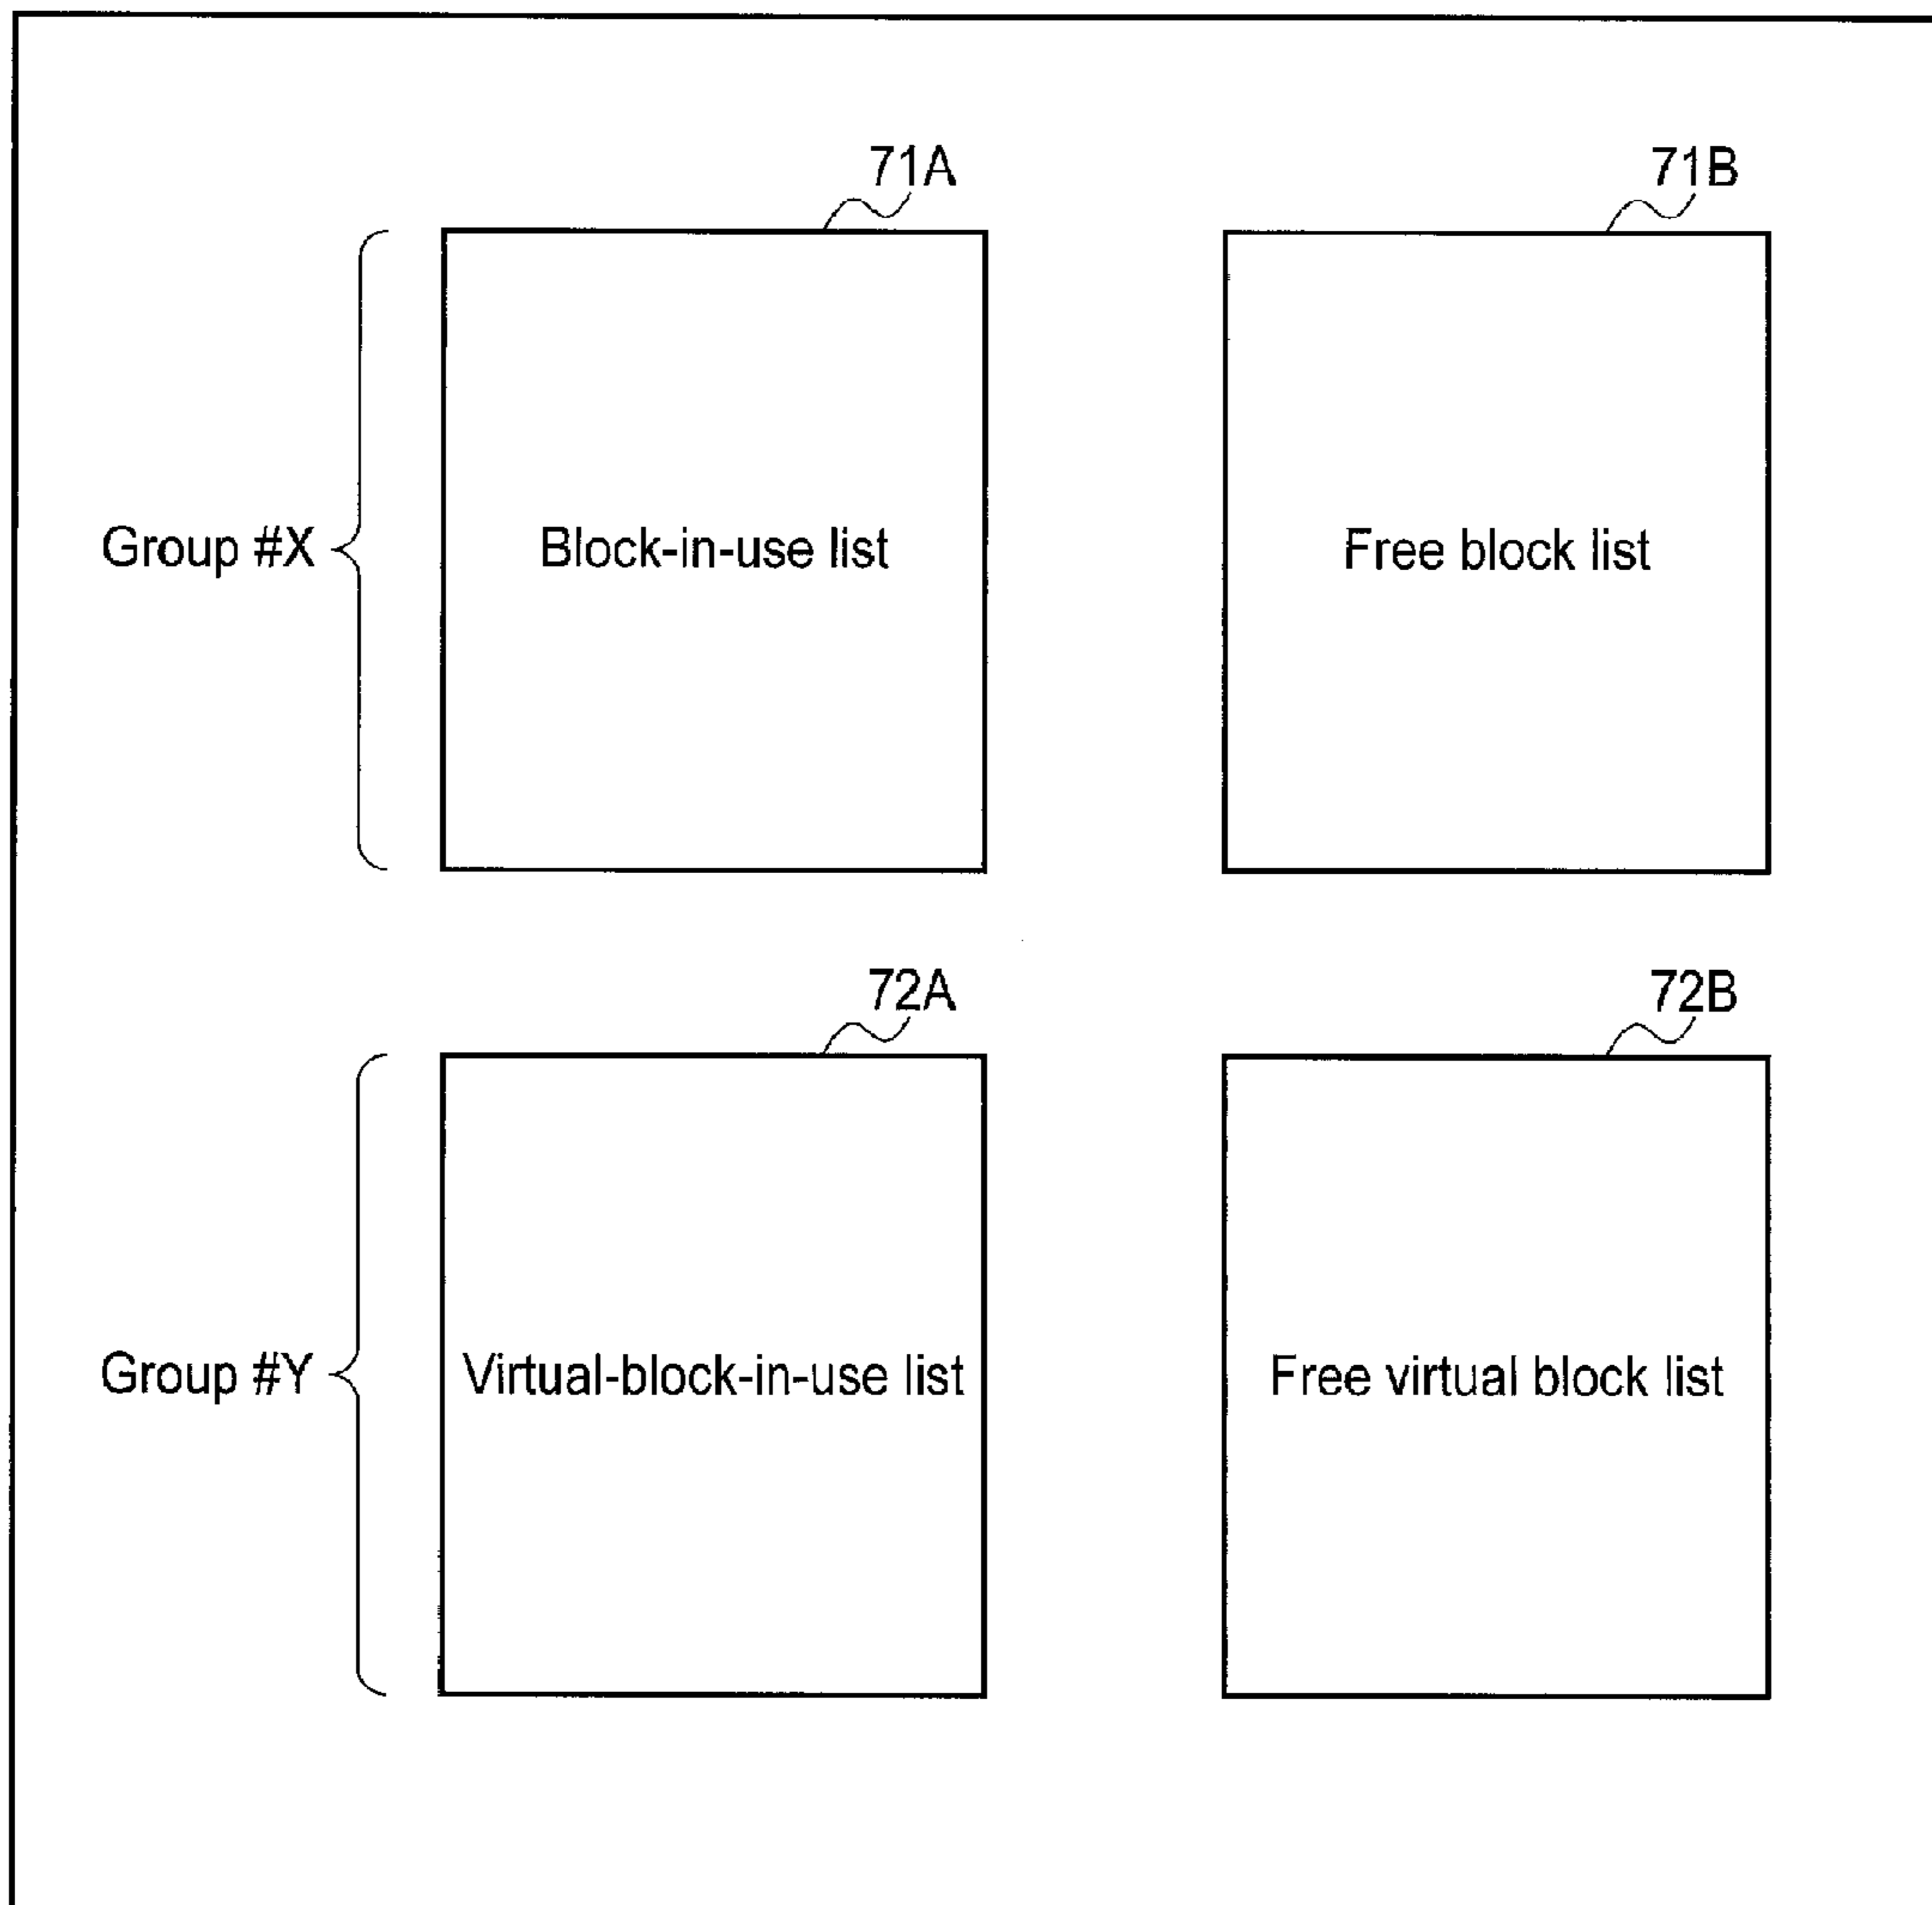 71A
71B
Group #X
Block-in-use list
Free block list
72A
72B
Group #Y
Virtual-block-in-use list
Free virtual block list